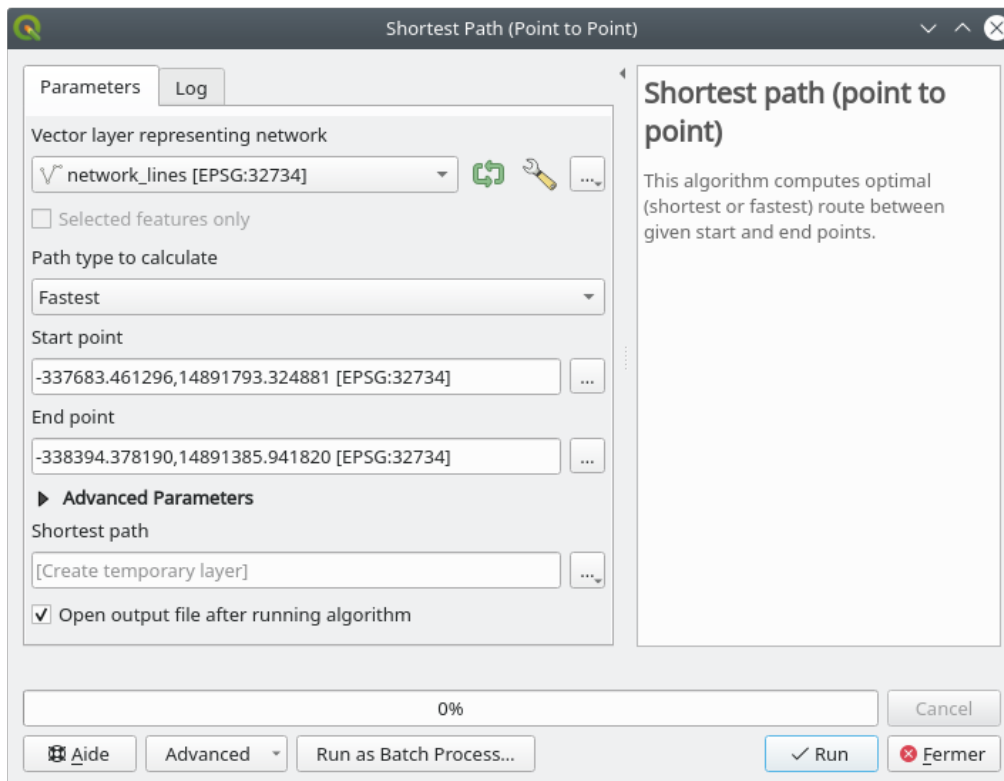 Shortest Path (Point to Point)
Parameters
Log
Vector layer representing network
network_lines [EPSG:32734]
...
Selected features only
Path type to calculate
Fastest
Start point
-337683.461296,14891793.324881 [EPSG:32734]
...
End point
-338394.378190,14891385.941820 [EPSG:32734]
...
Advanced Parameters
Shortest path
[Create temporary layer]
...
Open output file after running algorithm
Shortest path (point to
point)
This algorithm computes optimal
(shortest or fastest) route between
given start and end points.
0%
Cancel
Aide
Advanced
Run as Batch Process...
Run
Fermer